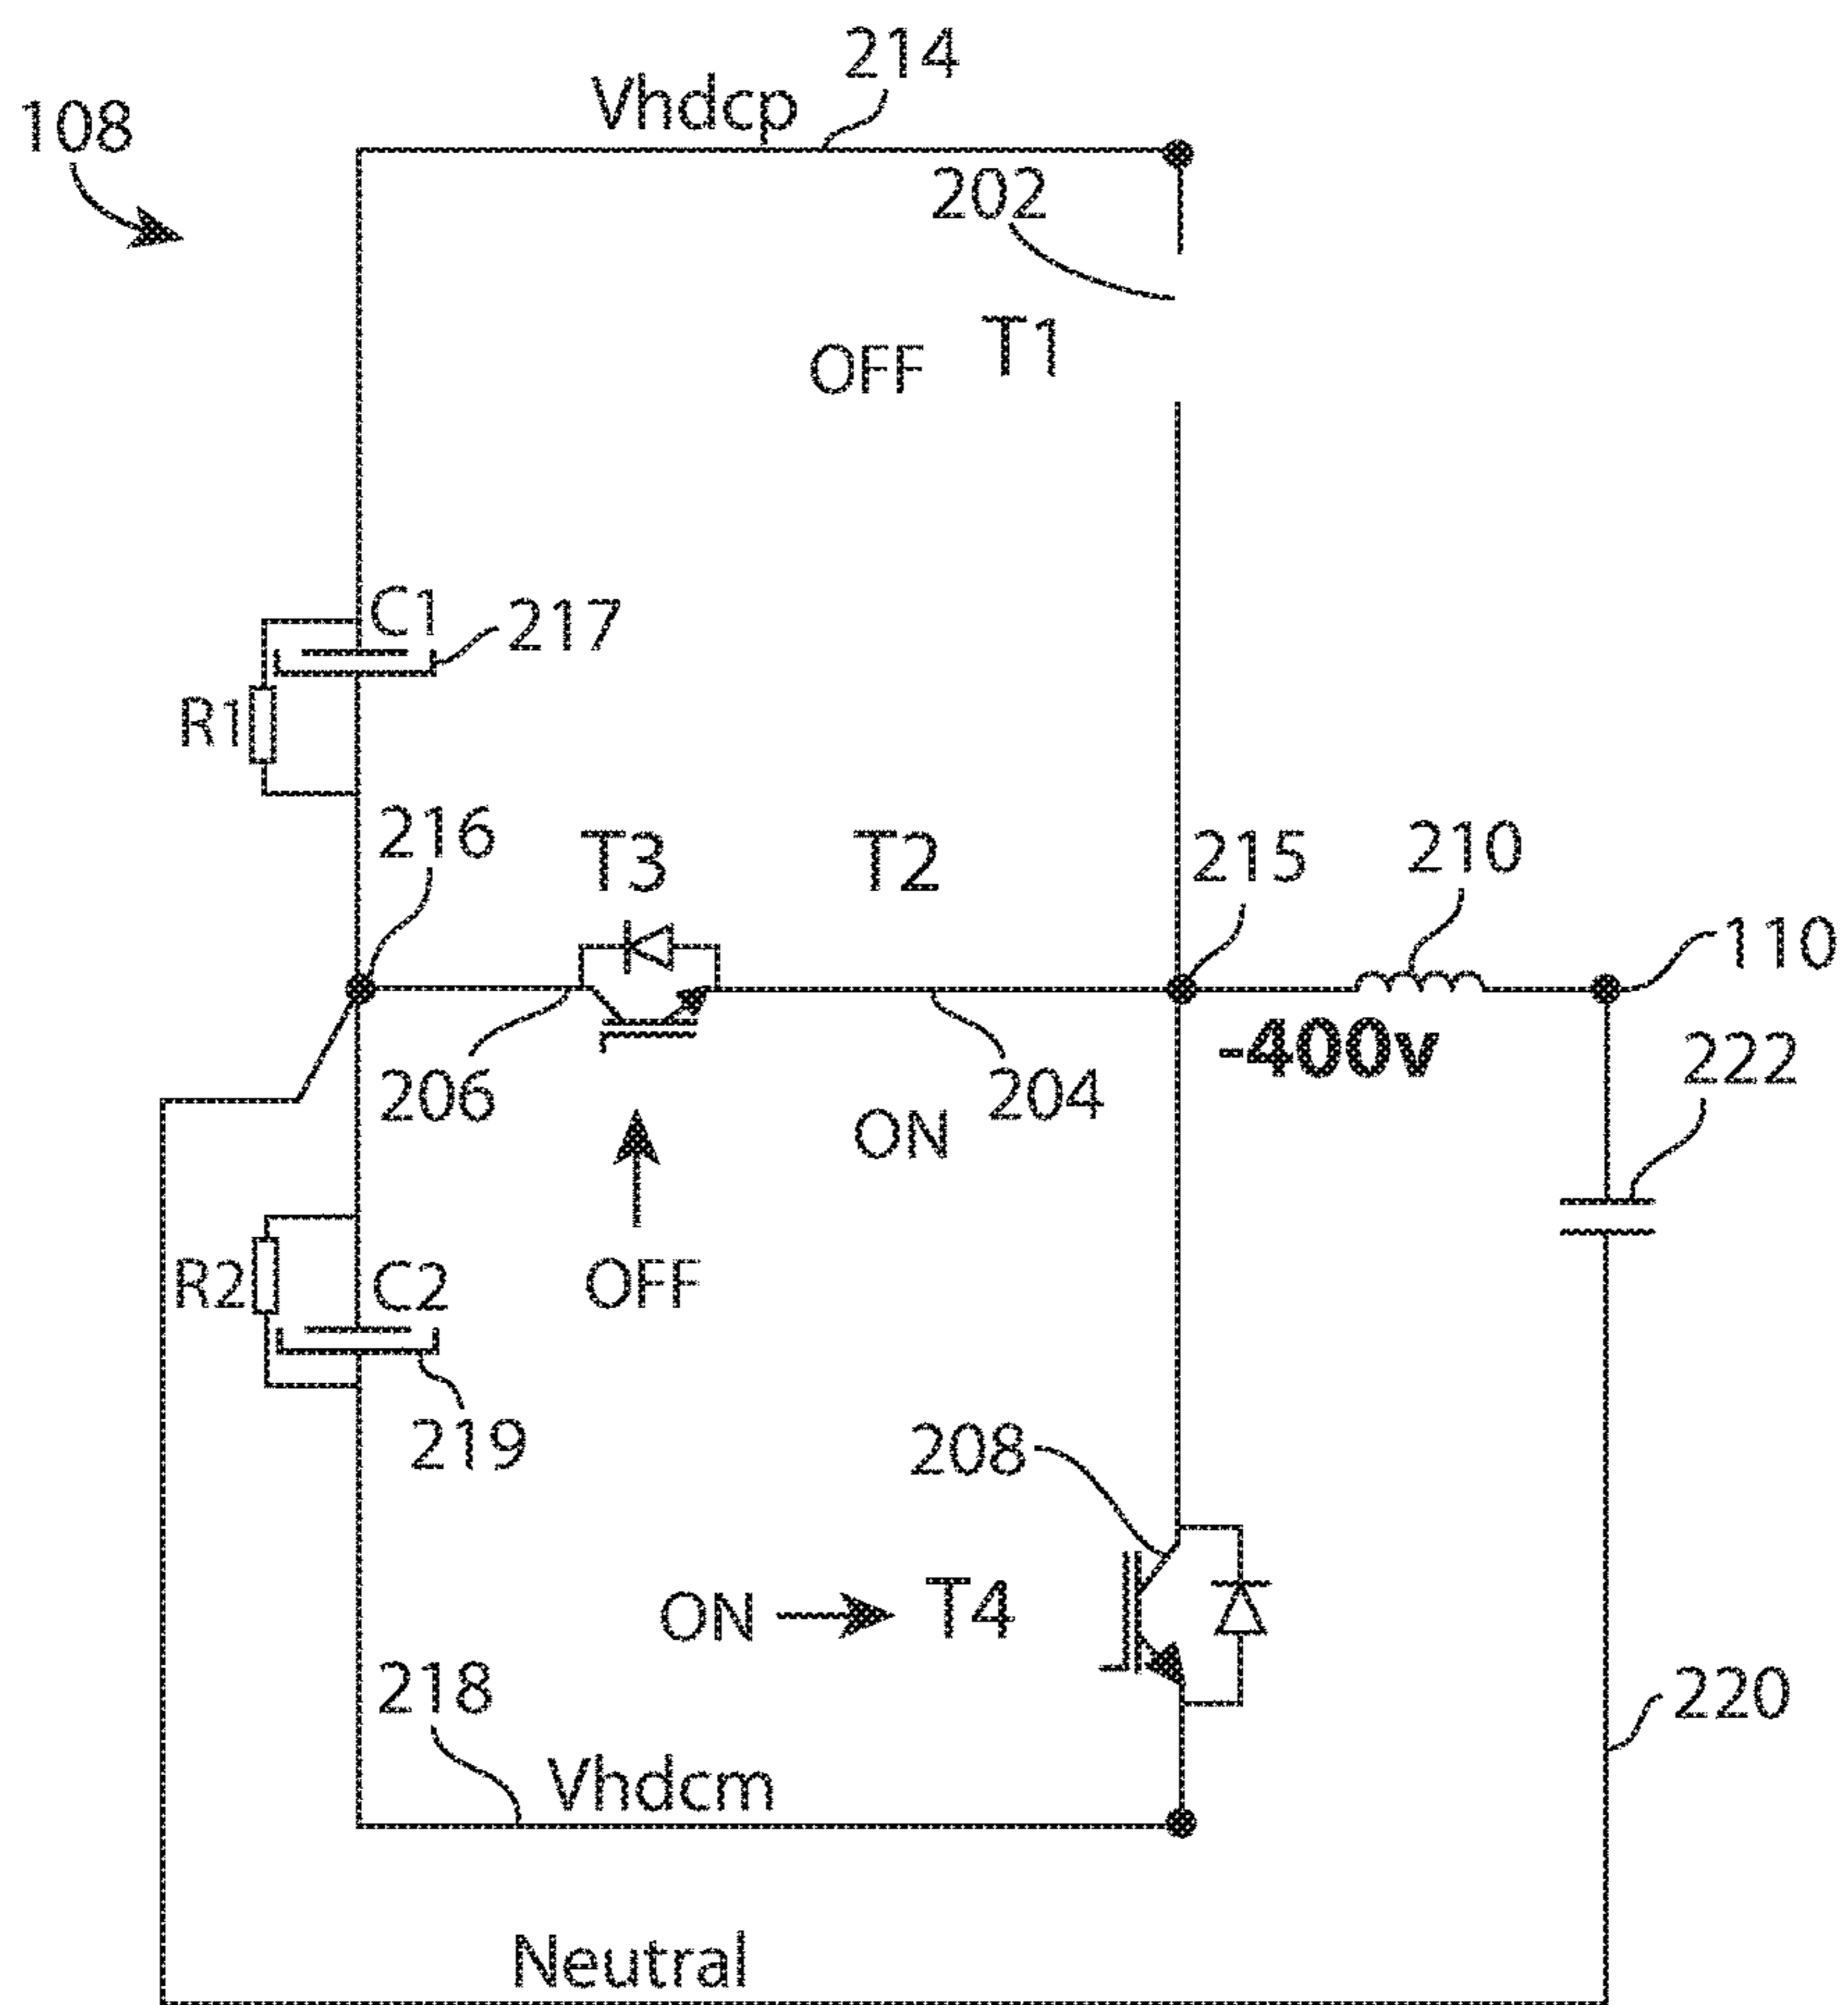 214
Vhdcp
108
202
T1
OFF
C1
217
R1
216
T3
T2
215
210
110
-400v
222
206
204
ON
R2
C2
OFF
219
208
ON
T4
218
220
Vhdcm
Neutral